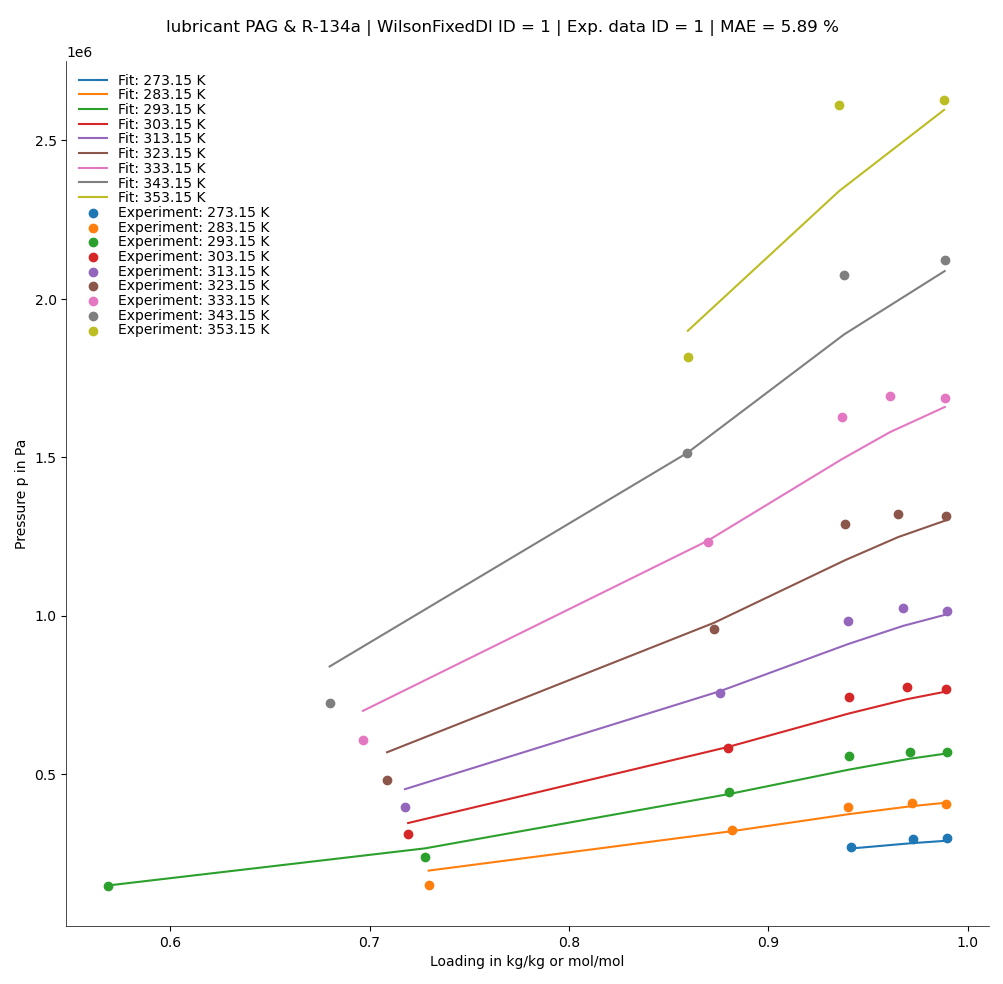 lubricant PAG & R-134a | WilsonFixedDI ID = 1 | Exp. data ID = 1 | MAE = 5.89 %
1e6
Fit: 273.15 K
Fit: 283.15 K
Fit: 293.15 K
Fit: 303.15 K
Fit: 313.15 K
Fit: 323.15 K
Fit: 333.15 K
Fit: 343.15 K
Fit: 353.15 K
Experiment: 273.15 K
Experiment: 283.15 K
Experiment: 293.15 K
Experiment: 303.15 K
Experiment: 313.15 K
Experiment: 323.15 K
Experiment: 333.15 K
Experiment: 343.15 K
Experiment: 353.15 K
2.5
2.0
1.5
1.0
0.5
Pressure p in Pa
0.6 0.7 0.8 0.9 1.0
Loading in kg/kg or mol/mol